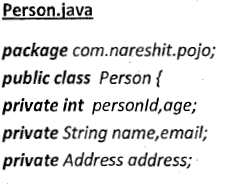 Person.java
package com.nareshit.pojo;
public class Person {
private int personId,age;
private String name,email;
private Address address;